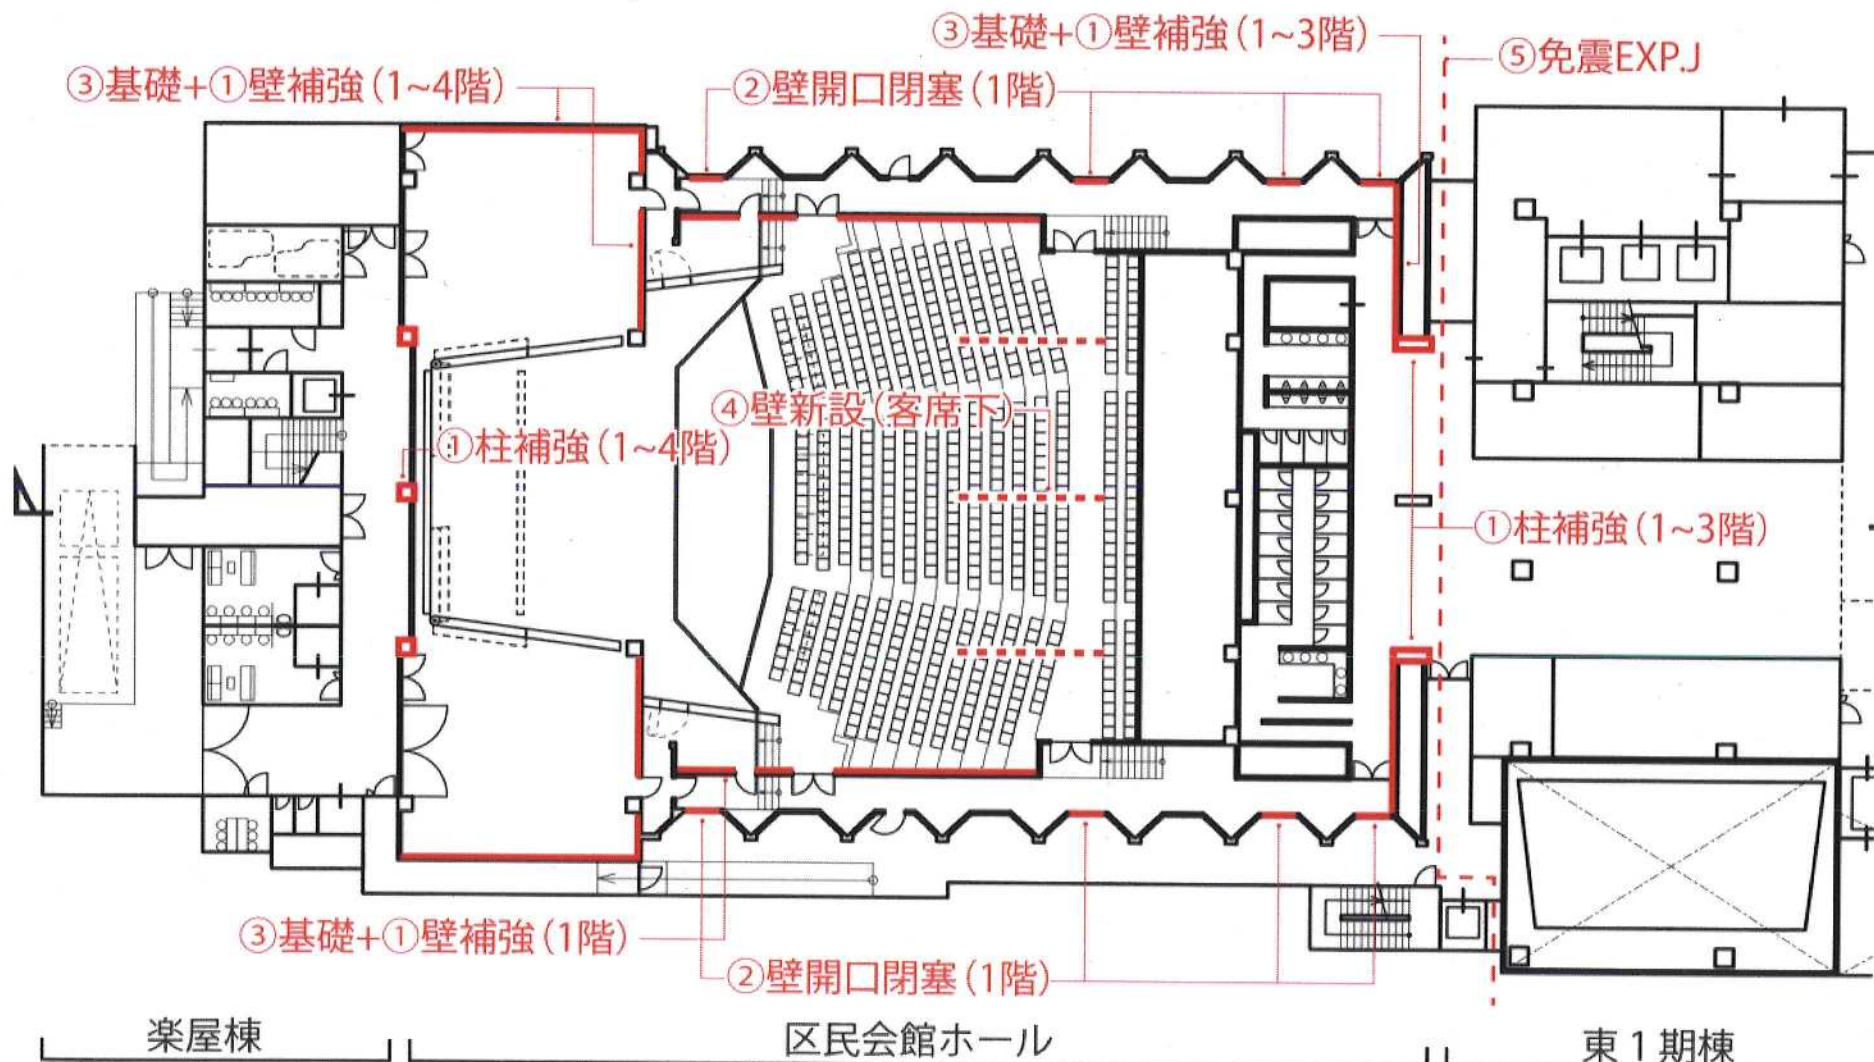 ③基礎+①壁補強(1~3階)
⑤免震EXP.J
③基礎+①壁補強(1~4階)
②壁開口閉塞(1階)
④壁新設(客席下)
①柱補強(1~4階)
①柱補強(1~3階)
③基礎+①壁補強(1階)
②壁開口閉塞(1階)
楽屋棟
区民会館ホール
東1期棟